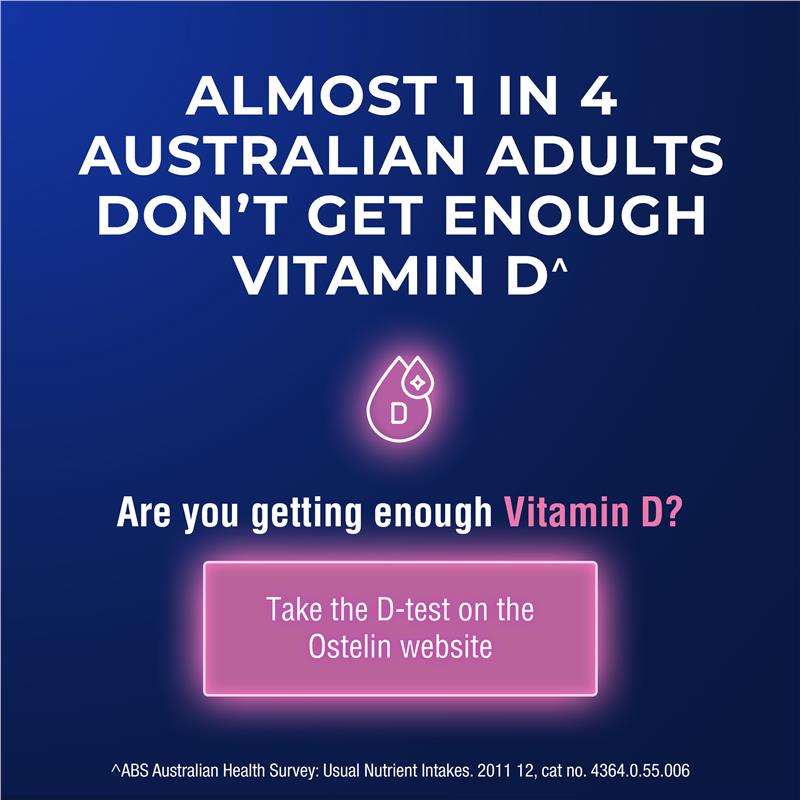 ALMOST 1 IN 4
AUSTRALIAN ADULTS
DON'T GET ENOUGH
VITAMIN D^
D
Are you getting enough Vitamin D?
Take the D-test on the
Ostelin website
^ABS Australian Health Survey: Usual Nutrient Intakes. 2011 12, cat no. 4364.0.55.006